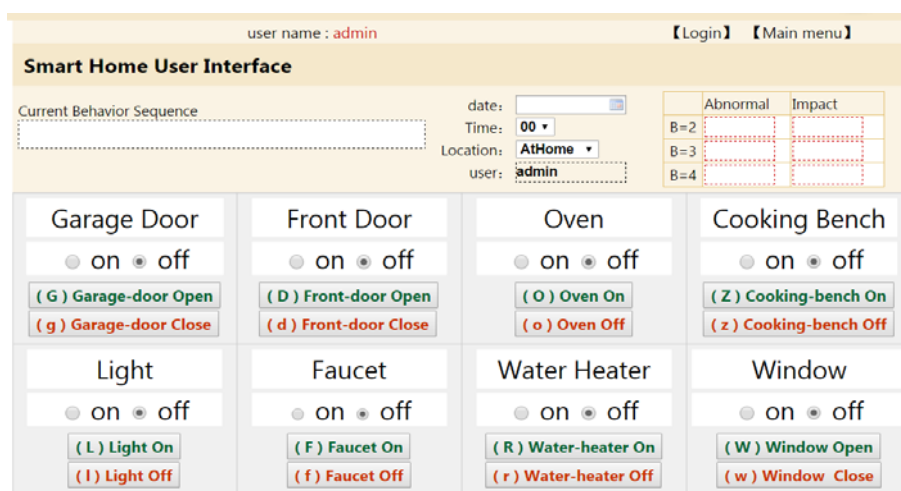 user name : admin 【Login】 【Main menu】
Smart Home User Interface
Current Behavior Sequence
date:
Time: 00
Location: AtHome
user: admin
Abnormal Impact
B=2
B=3
B=4
Garage Door Front Door Oven Cooking Bench
on off on off on off on off
( G ) Garage-door Open ( D ) Front-door Open ( O ) Oven On ( Z ) Cooking-bench On
( g ) Garage-door Close ( d ) Front-door Close ( o ) Oven Off ( z ) Cooking-bench Off
Light Faucet Water Heater Window
on off on off on off on off
( L ) Light On ( F ) Faucet On ( R ) Water-heater On ( W ) Window Open
( l ) Light Off ( f ) Faucet Off ( r ) Water-heater Off ( w ) Window Close